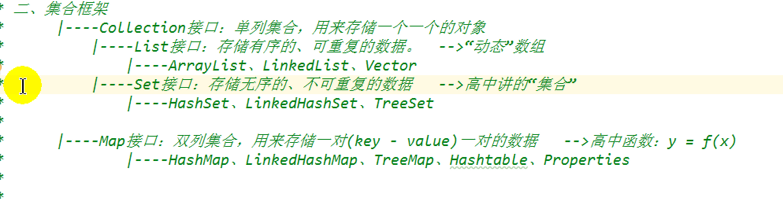 * 二、集合框架
*      |----Collection接口：单列集合，用来存储一个一个的对象
*          |----List接口：存储有序的、可重复的数据。  -->“动态”数组
*              |----ArrayList、LinkedList、Vector
*          |----Set接口：存储无序的、不可重复的数据   -->高中讲的“集合”
*              |----HashSet、LinkedHashSet、TreeSet
*
*      |----Map接口：双列集合，用来存储一对(key - value)一对的数据   -->高中函数：y = f(x)
*              |----HashMap、LinkedHashMap、TreeMap、Hashtable、Properties
*
*